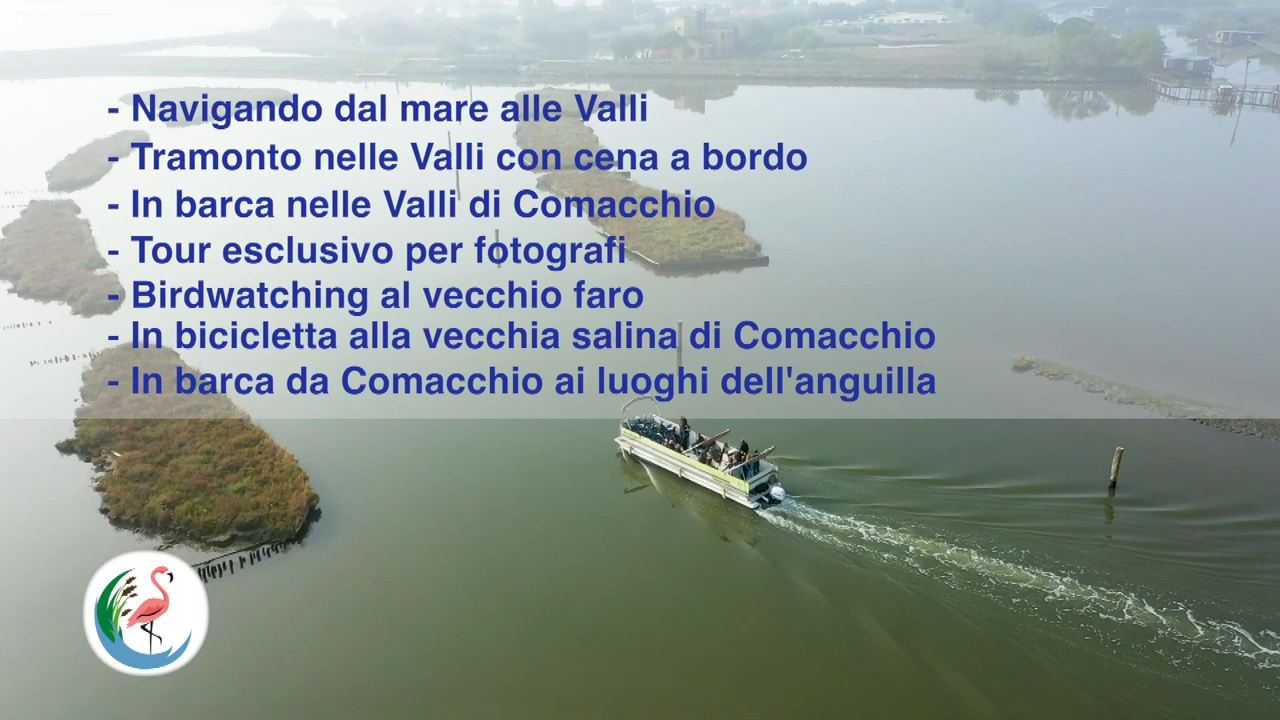 - Navigando dal mare alle Valli
- Tramonto nelle Valli con cena a bordo
- In barca nelle Valli di Comacchio
- Tour esclusivo per fotografi
- Birdwatching al vecchio faro
- In bicicletta alla vecchia salina di Comacchio
- In barca da Comacchio ai luoghi dell'anguilla